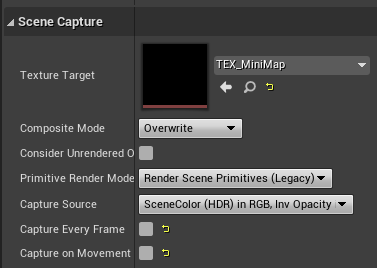 Scene Capture
Texture Target
TEX_MiniMap
Composite Mode
Overwrite
Consider Unrendered O
Primitive Render Mode
Render Scene Primitives (Legacy)
Capture Source
SceneColor (HDR) in RGB, Inv Opacity
Capture Every Frame
Capture on Movement